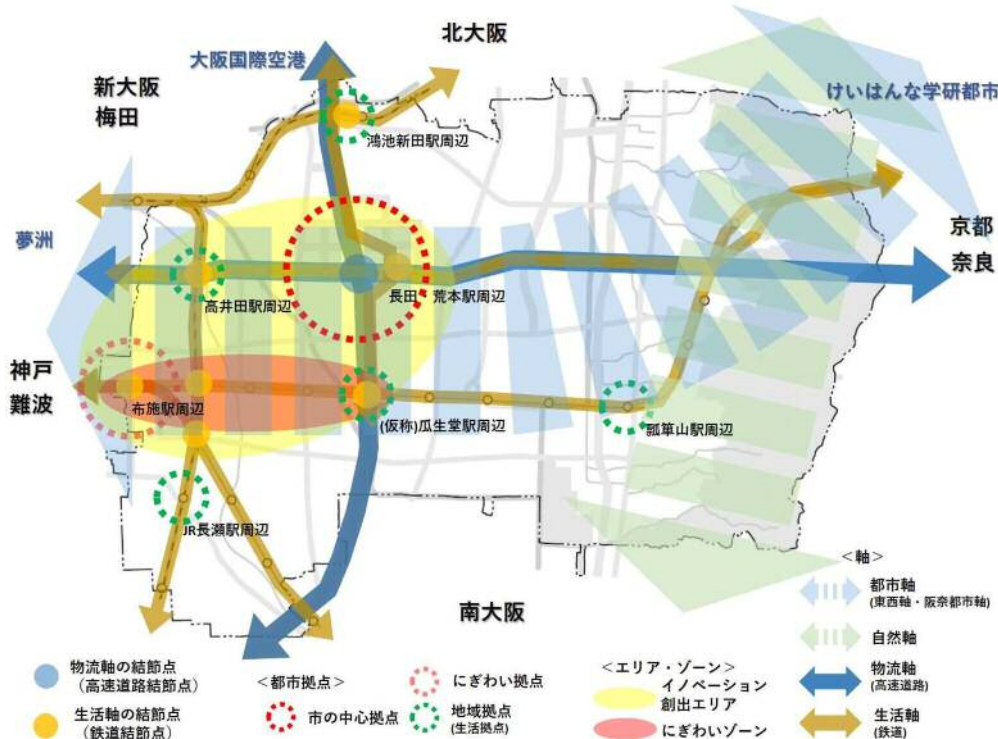 北大阪
大阪国際空港
新大阪
梅田
けいはんな学研都市
鴻池新田駅周辺
夢洲
京都
奈良
長田・荒本駅周辺
高井田駅周辺
神戸
難波
布施駅周辺
(仮称)瓜生堂駅周辺
瓢箪山駅周辺
JR長瀬駅周辺
南大阪
<軸>
都市軸
(東西軸・阪奈都市軸)
自然軸
物流軸
(高速道路)
生活軸
(鉄道)
物流軸の結節点
(高速道路結節点)
生活軸の結節点
(鉄道結節点)
<都市拠点>
市の中心拠点
にぎわい拠点
地域拠点
(生活拠点)
<エリア・ゾーン>
イノベーション
創出エリア
にぎわいゾーン